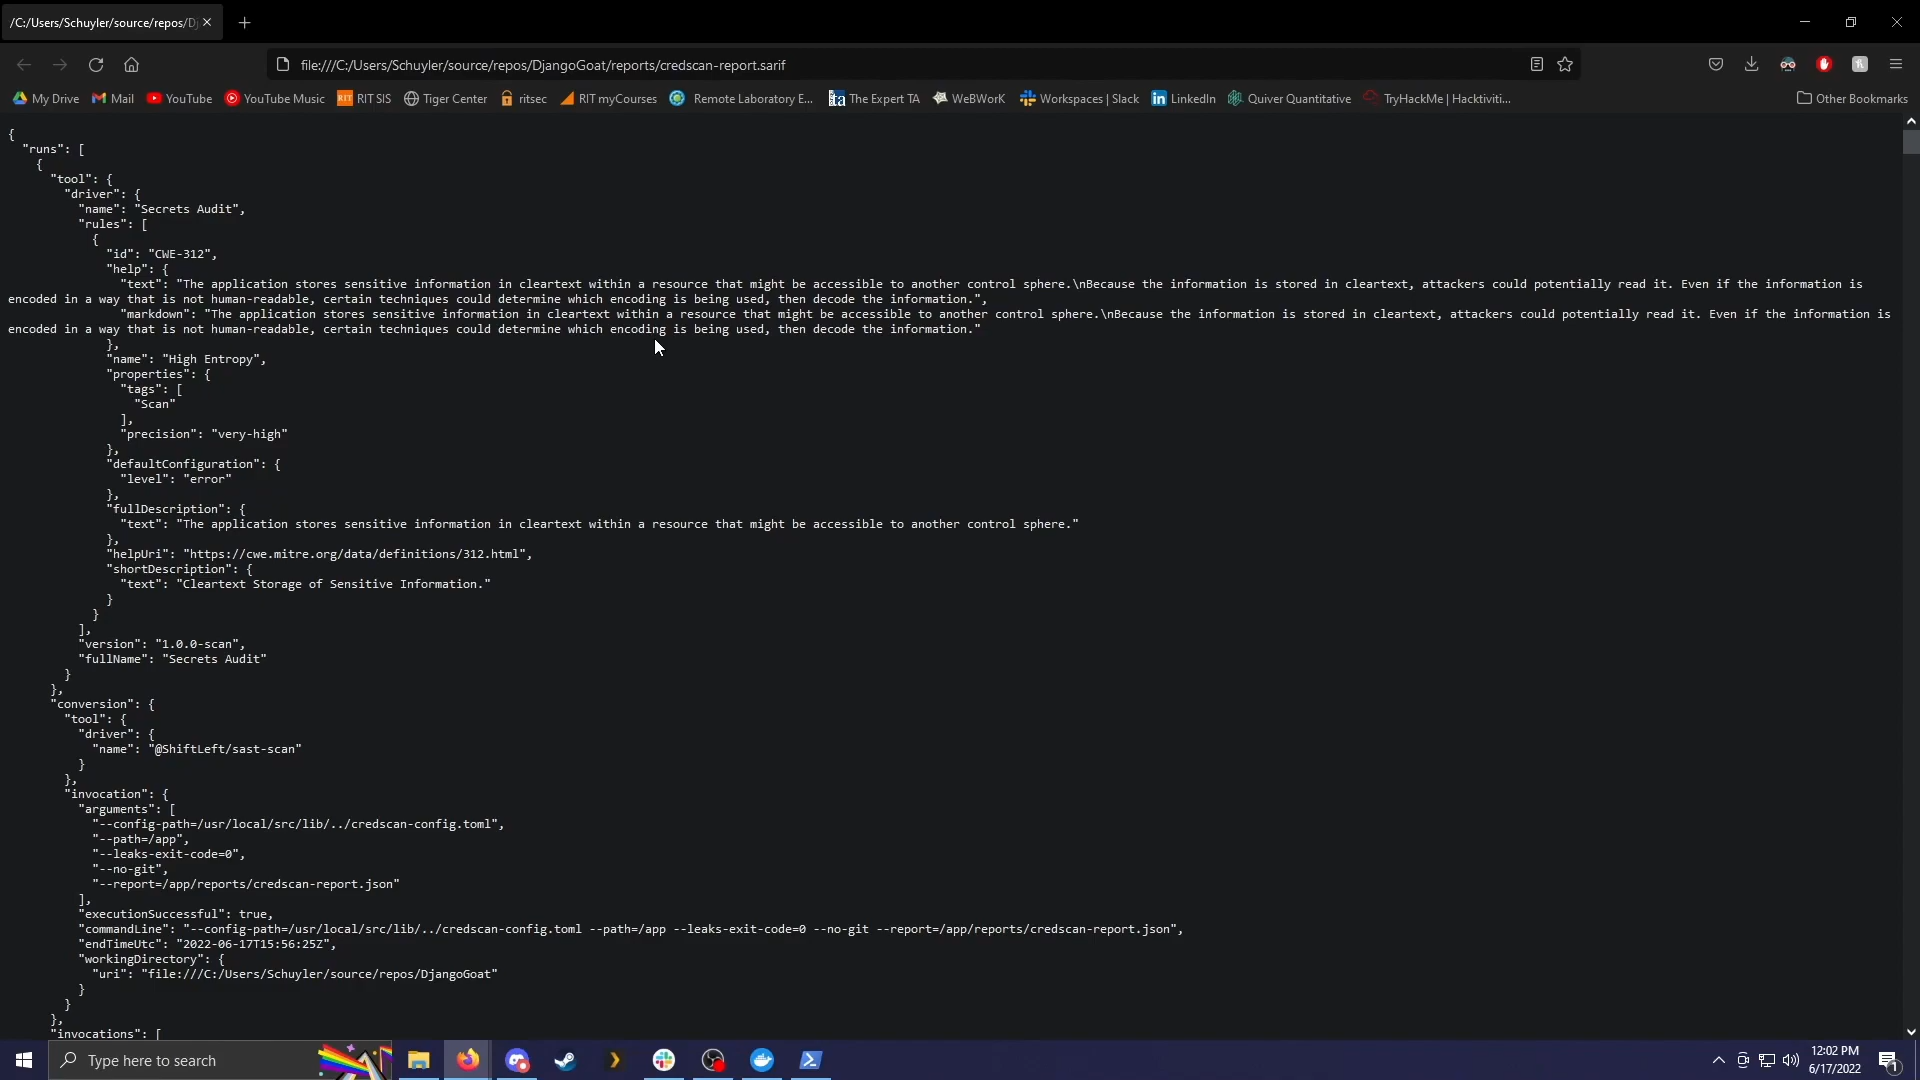 /C:/Users/Schuyler/source/repos/Dj
file:///C:/Users/Schuyler/source/repos/DjangoGoat/reports/credscan-report.sarif
My Drive
Mail
YouTube
YouTube Music
RIT SIS
Tiger Center
ritsec
RIT myCourses
Remote Laboratory E...
The Expert TA
WeBWorK
Workspaces | Slack
LinkedIn
Quiver Quantitative
TryHackMe | Hacktiviti...
Other Bookmarks
{
"runs": [
{
"tool": {
"driver": {
"name": "Secrets Audit",
"rules": [
{
"id": "CWE-312",
"help": {
"text": "The application stores sensitive information in cleartext within a resource that might be accessible to another control sphere.\nBecause the information is stored in cleartext, attackers could potentially read it. Even if the information is
encoded in a way that is not human-readable, certain techniques could determine which encoding is being used, then decode the information.",
"markdown": "The application stores sensitive information in cleartext within a resource that might be accessible to another control sphere.\nBecause the information is stored in cleartext, attackers could potentially read it. Even if the information is
encoded in a way that is not human-readable, certain techniques could determine which encoding is being used, then decode the information."
},
"name": "High Entropy",
"properties": {
"tags": [
"Scan"
],
"precision": "very-high"
},
"defaultConfiguration": {
"level": "error"
},
"fullDescription": {
"text": "The application stores sensitive information in cleartext within a resource that might be accessible to another control sphere."
},
"helpUri": "https://cwe.mitre.org/data/definitions/312.html",
"shortDescription": {
"text": "Cleartext Storage of Sensitive Information."
}
}
],
"version": "1.0.0-scan",
"fullName": "Secrets Audit"
}
},
"conversion": {
"tool": {
"driver": {
"name": "@ShiftLeft/sast-scan"
}
},
"invocation": {
"arguments": [
"--config-path=/usr/local/src/lib/../credscan-config.toml",
"--path=/app",
"--leaks-exit-code=0",
"--no-git",
"--report=/app/reports/credscan-report.json"
],
"executionSuccessful": true,
"commandLine": "--config-path=/usr/local/src/lib/../credscan-config.toml --path=/app --leaks-exit-code=0 --no-git --report=/app/reports/credscan-report.json",
"endTimeUtc": "2022-06-17T15:56:25Z",
"workingDirectory": {
"uri": "file:///C:/Users/Schuyler/source/repos/DjangoGoat"
}
}
},
"invocations": [
Type here to search
12:02 PM
6/17/2022
1